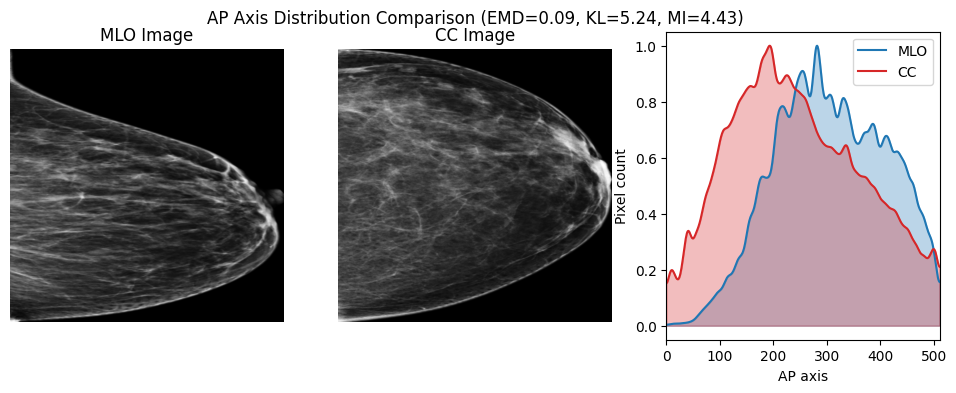 AP Axis Distribution Comparison (EMD=0.09, KL=5.24, MI=4.43)
MLO Image
CC Image
MLO
CC
Pixel count
1.0
0.8
0.6
0.4
0.2
0.0
0 100 200 300 400 500
AP axis